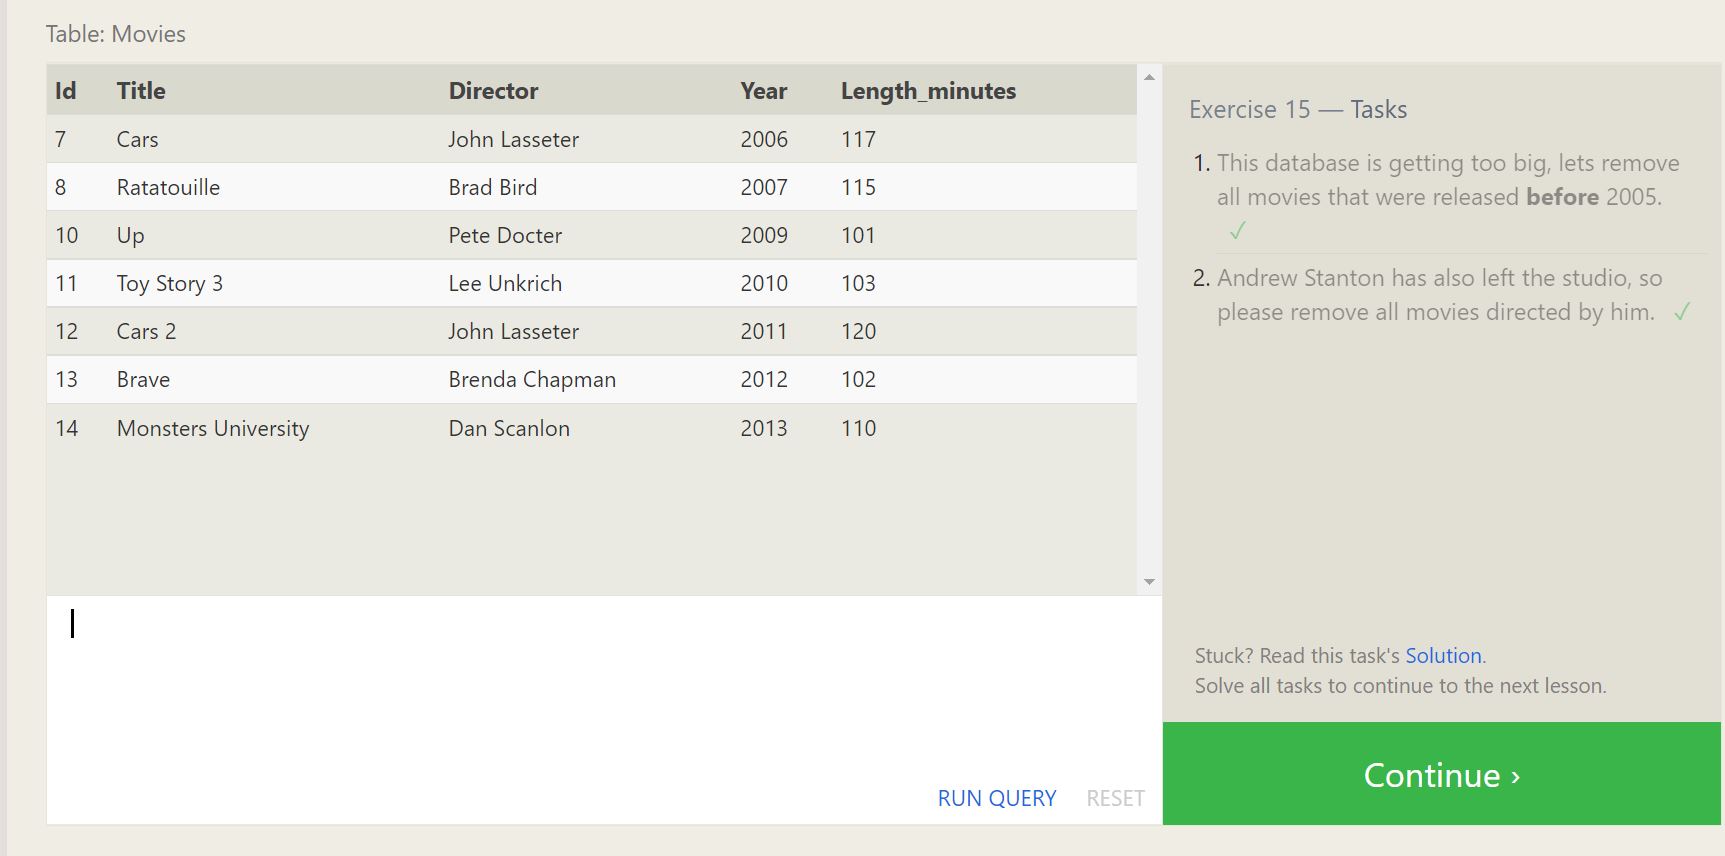 Table: Movies
Id Title Director Year Length_minutes
7 Cars John Lasseter 2006 117
8 Ratatouille Brad Bird 2007 115
10 Up Pete Docter 2009 101
11 Toy Story 3 Lee Unkrich 2010 103
12 Cars 2 John Lasseter 2011 120
13 Brave Brenda Chapman 2012 102
14 Monsters University Dan Scanlon 2013 110
RUN QUERY RESET
Exercise 15 — Tasks
1. This database is getting too big, lets remove
all movies that were released before 2005.
✓
2. Andrew Stanton has also left the studio, so
please remove all movies directed by him. ✓
Stuck? Read this task's Solution.
Solve all tasks to continue to the next lesson.
Continue ›